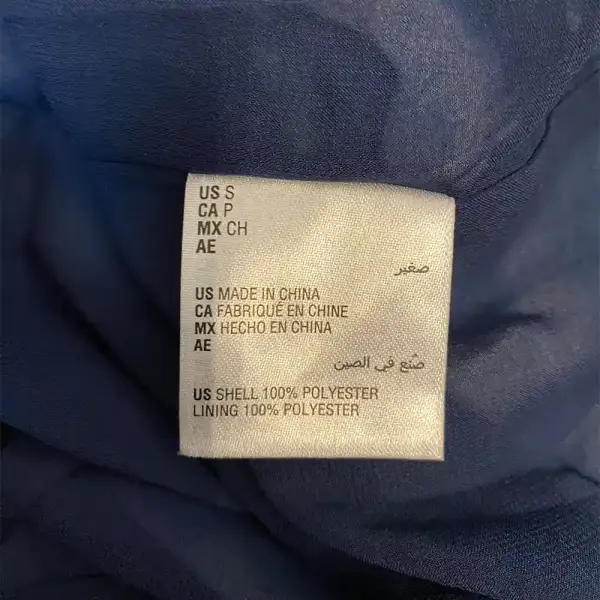 US S
CA P
MX CH
AE
صغير
US MADE IN CHINA
CA FABRIQUÉ EN CHINE
MX HECHO EN CHINA
AE
صُنع في الصين
US SHELL 100% POLYESTER
LINING 100% POLYESTER